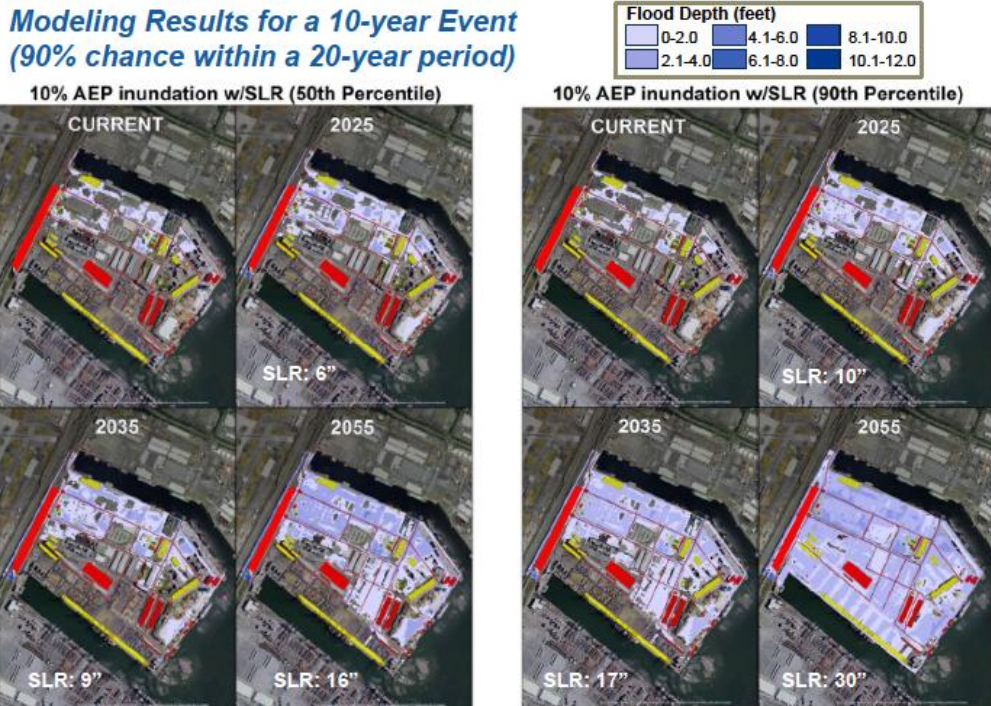 Modeling Results for a 10-year Event
(90% chance within a 20-year period)
Flood Depth (feet)
0-2.0 4.1-6.0 8.1-10.0
2.1-4.0 6.1-8.0 10.1-12.0
10% AEP inundation w/SLR (50th Percentile)
CURRENT 2025
SLR: 6”
2035 2055
SLR: 9” SLR: 16”
10% AEP inundation w/SLR (90th Percentile)
CURRENT 2025
SLR: 10”
2035 2055
SLR: 17” SLR: 30”